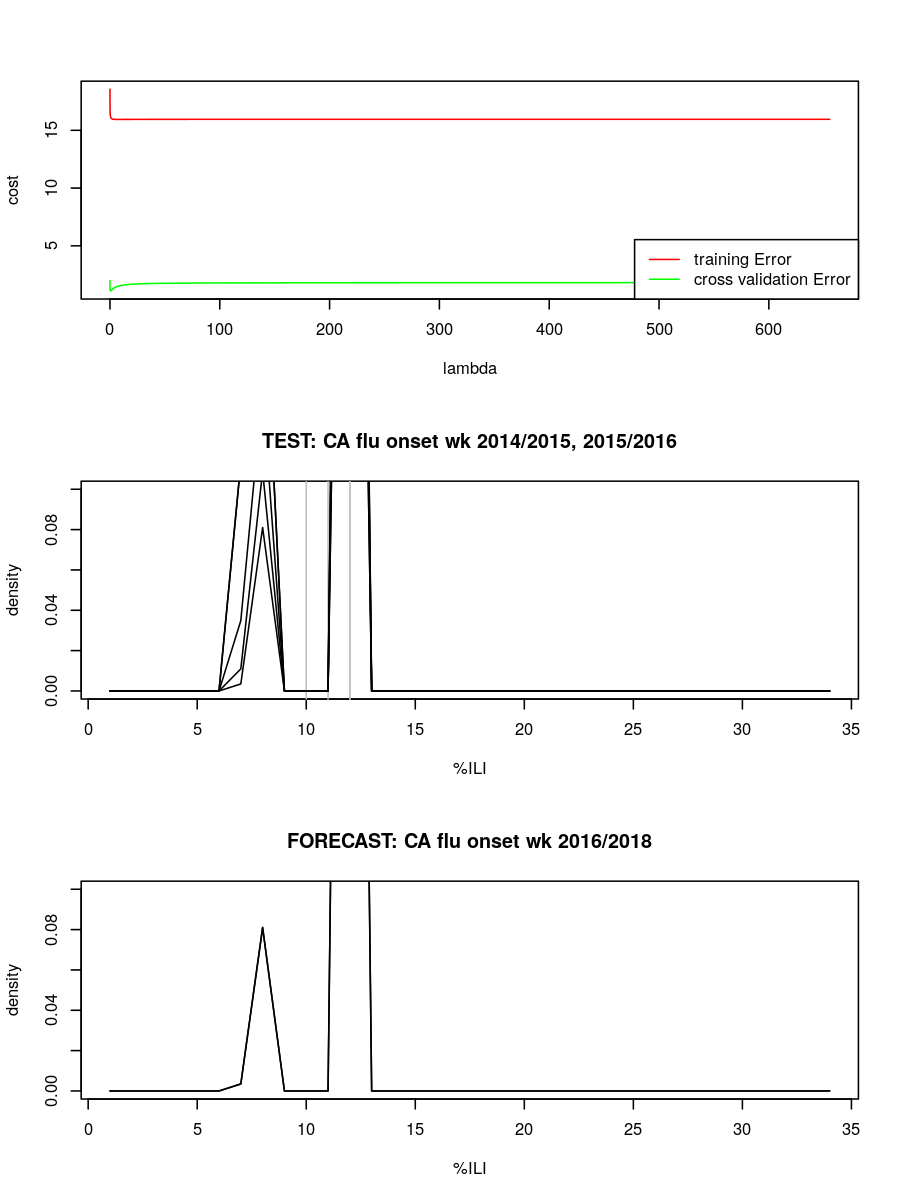 cost
15
10
5
training Error
cross validation Error
0 100 200 300 400 500 600
lambda
TEST: CA flu onset wk 2014/2015, 2015/2016
density
0.08
0.04
0.00
0 5 10 15 20 25 30 35
%ILI
FORECAST: CA flu onset wk 2016/2018
density
0.08
0.04
0.00
0 5 10 15 20 25 30 35
%ILI